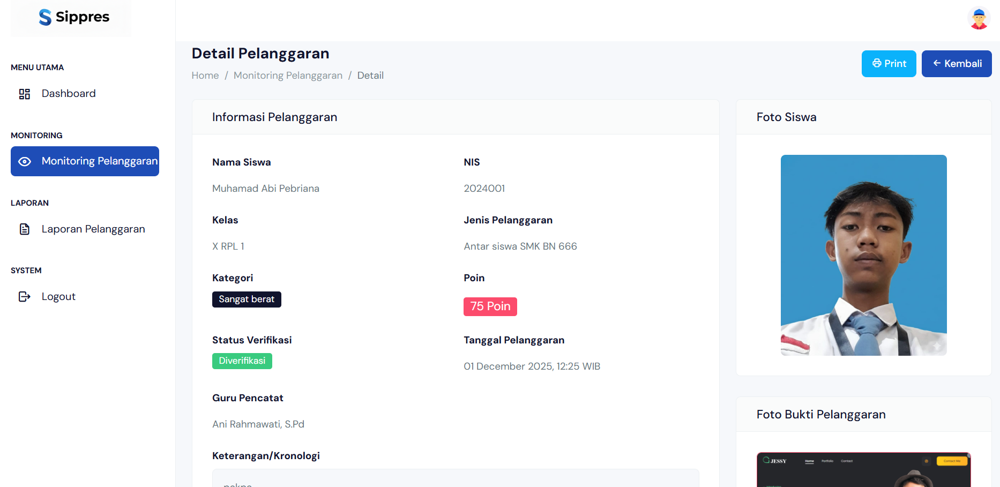 Sippres
MENU UTAMA
Dashboard
MONITORING
Monitoring Pelanggaran
LAPORAN
Laporan Pelanggaran
SYSTEM
Logout
Detail Pelanggaran
Home / Monitoring Pelanggaran / Detail
Print
← Kembali
Informasi Pelanggaran
Nama Siswa
Muhamad Abi Pebriana
NIS
2024001
Kelas
X RPL 1
Jenis Pelanggaran
Antar siswa SMK BN 666
Kategori
Sangat berat
Poin
75 Poin
Status Verifikasi
Diverifikasi
Tanggal Pelanggaran
01 December 2025, 12:25 WIB
Guru Pencatat
Ani Rahmawati, S.Pd
Keterangan/Kronologi
Foto Siswa
Foto Bukti Pelanggaran
JESSY
Home
Portfolio
Contact
Contact Me